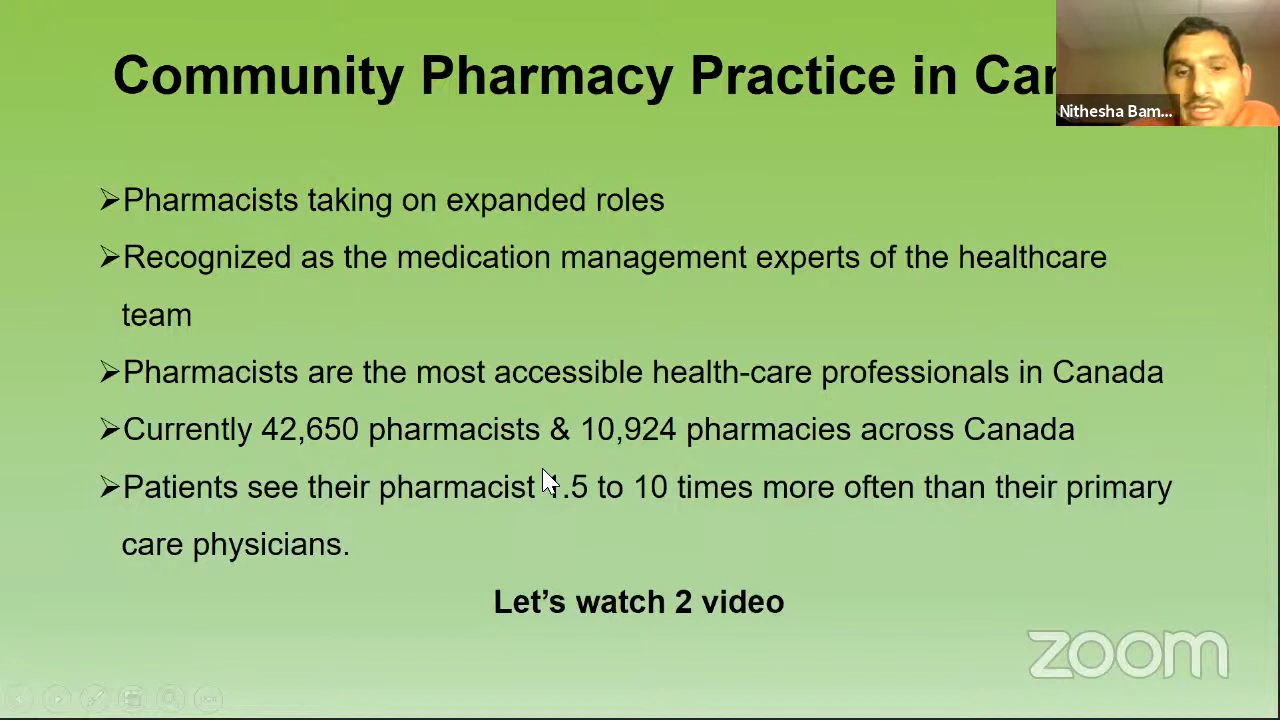 Community Pharmacy Practice in Can
Nithesha Bam...
➢Pharmacists taking on expanded roles
➢Recognized as the medication management experts of the healthcare
team
➢Pharmacists are the most accessible health-care professionals in Canada
➢Currently 42,650 pharmacists & 10,924 pharmacies across Canada
➢Patients see their pharmacist 1.5 to 10 times more often than their primary
care physicians.
Let’s watch 2 video
zoom